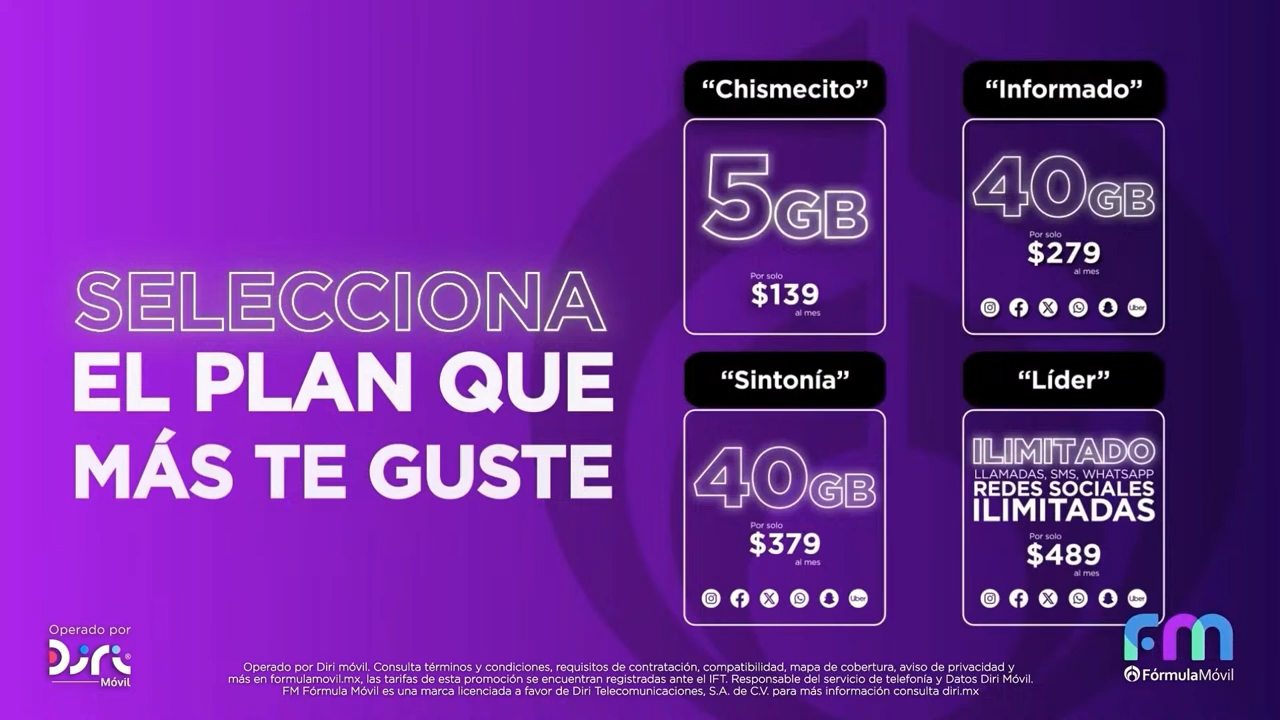 SELECCIONA
EL PLAN QUE
MÁS TE GUSTE
“Chismecito”
5GB
Por solo
$139
al mes
“Informado”
40GB
Por solo
$279
al mes
Uber
“Sintonía”
40GB
Por solo
$379
al mes
Uber
“Líder”
ILIMITADO
LLAMADAS, SMS, WHATSAPP
REDES SOCIALES
ILIMITADAS
Por solo
$489
al mes
Uber
Operado por
Diri®
Móvil
Operado por Diri móvil. Consulta términos y condiciones, requisitos de contratación, compatibilidad, mapa de cobertura, aviso de privacidad y
más en formulamovil.mx, las tarifas de esta promoción se encuentran registradas ante el IFT. Responsable del servicio de telefonía y Datos Diri Móvil.
FM Fórmula Móvil es una marca licenciada a favor de Diri Telecomunicaciones, S.A. de C.V. para más información consulta diri.mx
FM
FórmulaMóvil